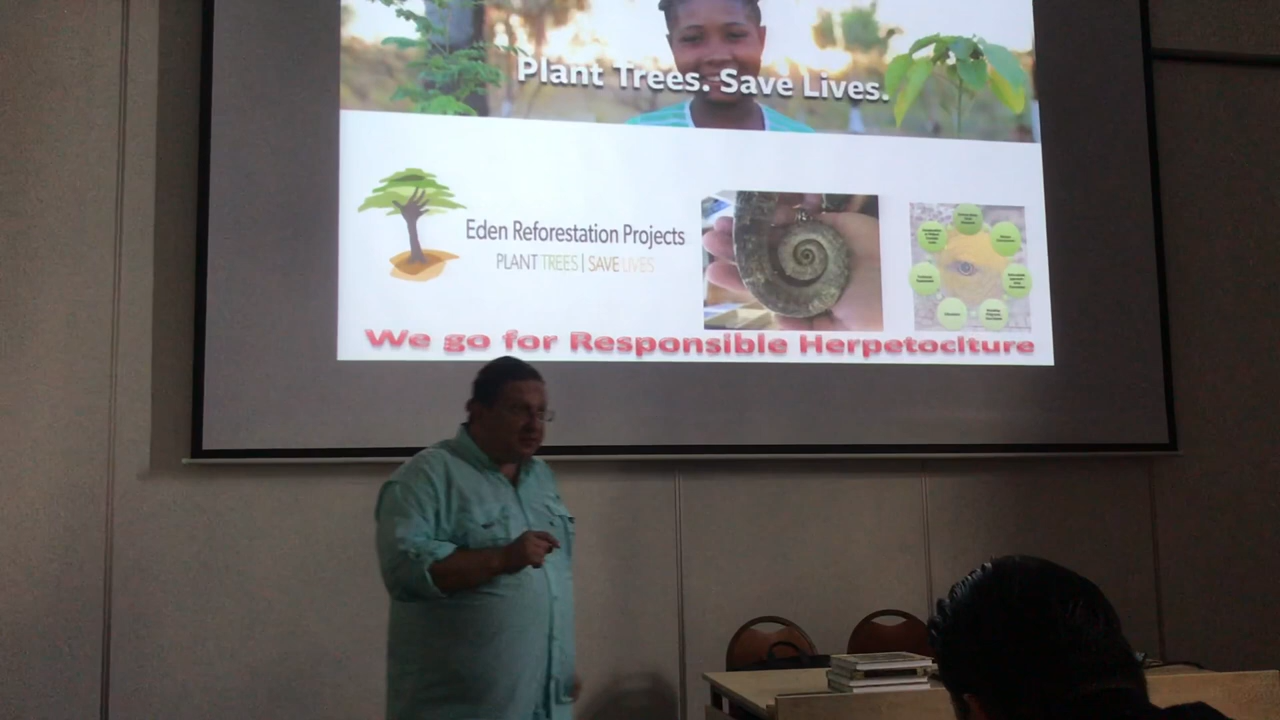 Plant Trees. Save Lives.
Eden Reforestation Projects
PLANT TREES | SAVE LIVES
We go for Responsible Herpetoclture